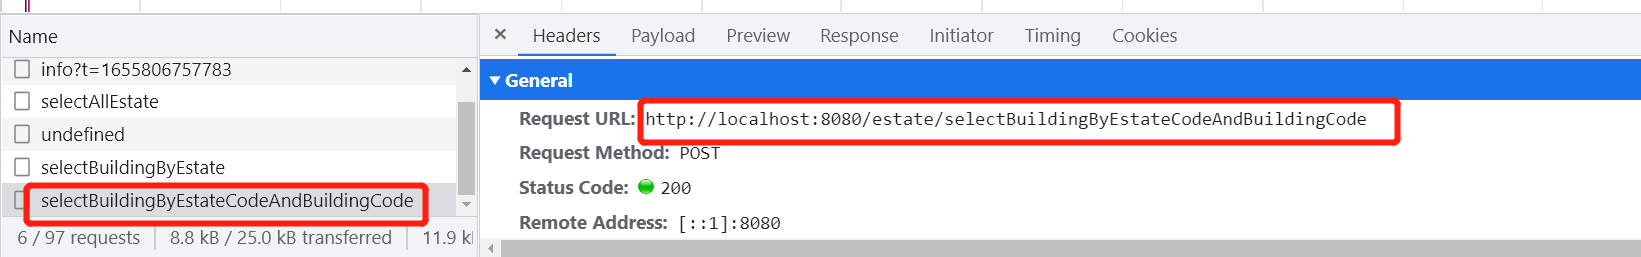 Name
info?t=1655806757783
selectAllEstate
undefined
selectBuildingByEstate
selectBuildingByEstateCodeAndBuildingCode
6 / 97 requests 8.8 kB / 25.0 kB transferred 11.9 k
× Headers Payload Preview Response Initiator Timing Cookies
▼ General
Request URL: http://localhost:8080/estate/selectBuildingByEstateCodeAndBuildingCode
Request Method: POST
Status Code: 200
Remote Address: [::1]:8080